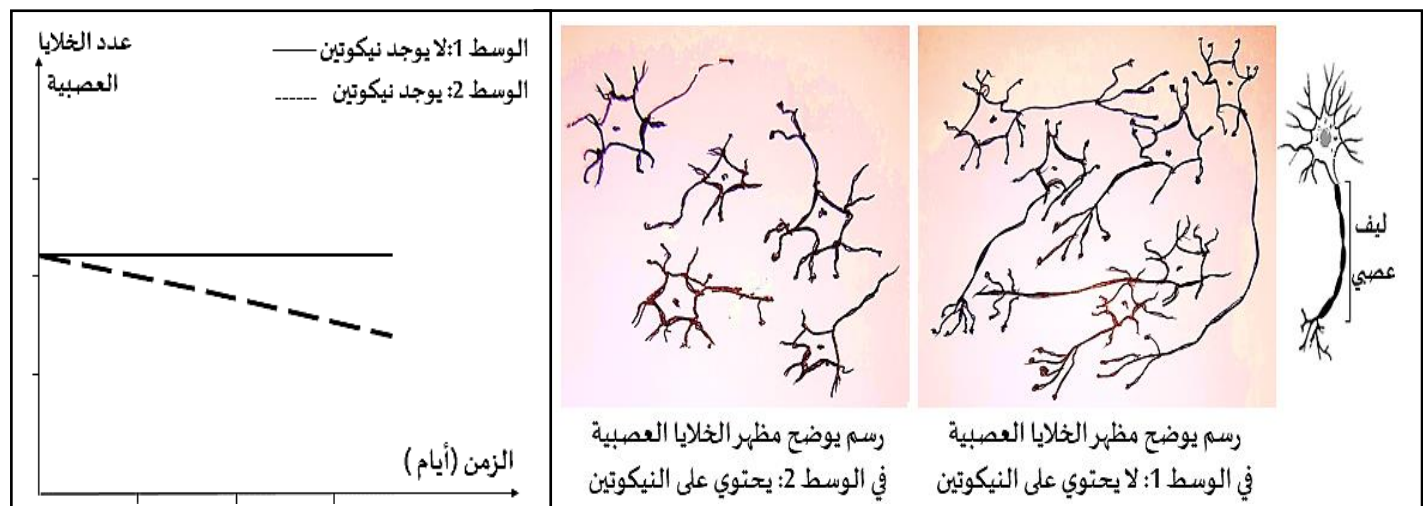 عدد الخلايا
العصبية
الوسط 1:لا يوجد نيكوتين
الوسط 2: يوجد نيكوتين
الزمن (أيام )
ليف
عصبي
رسم يوضح مظهر الخلايا العصبية
في الوسط 1: لا يحتوي على النيكوتين
رسم يوضح مظهر الخلايا العصبية
في الوسط 2: يحتوي على النيكوتين